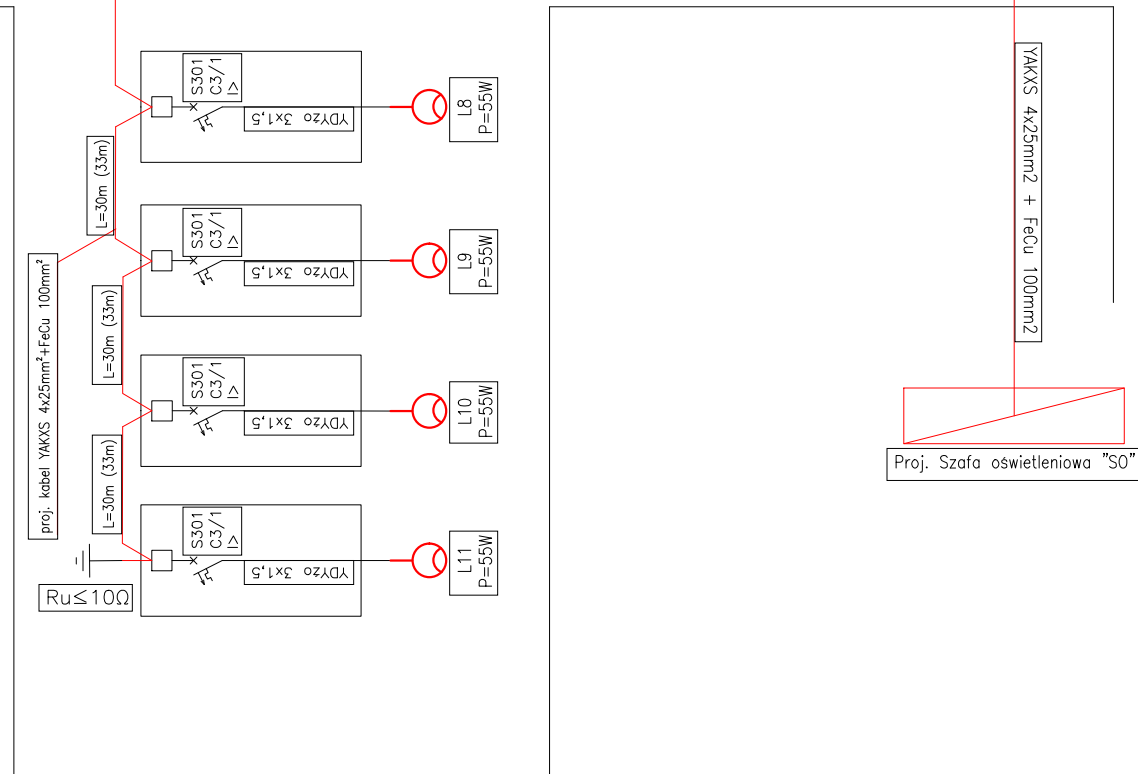 S301
C3/1
I>
YDYżo 3x1,5
L8
P=55W
L=30m (33m)
S301
C3/1
I>
YDYżo 3x1,5
L9
P=55W
proj. kabel YAKXS 4x25mm²+FeCu 100mm²
L=30m (33m)
S301
C3/1
I>
YDYżo 3x1,5
L10
P=55W
L=30m (33m)
S301
C3/1
I>
YDYżo 3x1,5
L11
P=55W
Ru≤10Ω
YAKXS 4x25mm2 + FeCu 100mm2
Proj. Szafa oświetleniowa "SO"